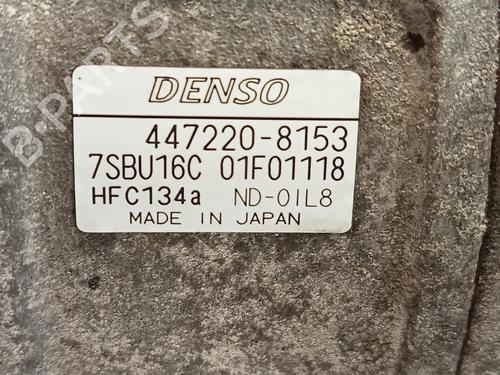 B-PARTS
DENSO
447220-8153
7SBU16C 01F01118
HFC134a ND-OIL8
MADE IN JAPAN